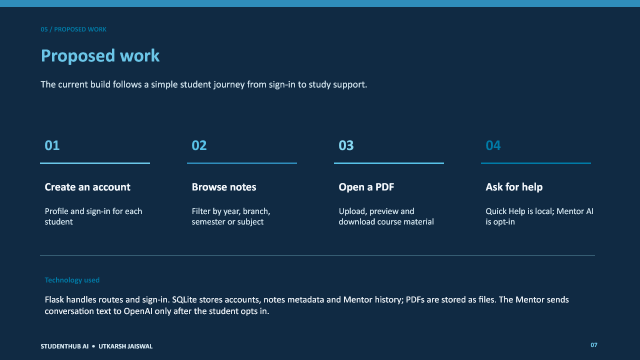 05 / PROPOSED WORK
Proposed work
The current build follows a simple student journey from sign-in to study support.
01
Create an account
Profile and sign-in for each
student
02
Browse notes
Filter by year, branch,
semester or subject
03
Open a PDF
Upload, preview and
download course material
04
Ask for help
Quick Help is local; Mentor AI
is opt-in
Technology used
Flask handles routes and sign-in. SQLite stores accounts, notes metadata and Mentor history; PDFs are stored as files. The Mentor sends
conversation text to OpenAI only after the student opts in.
STUDENTHUB AI • UTKARSH JAISWAL
07